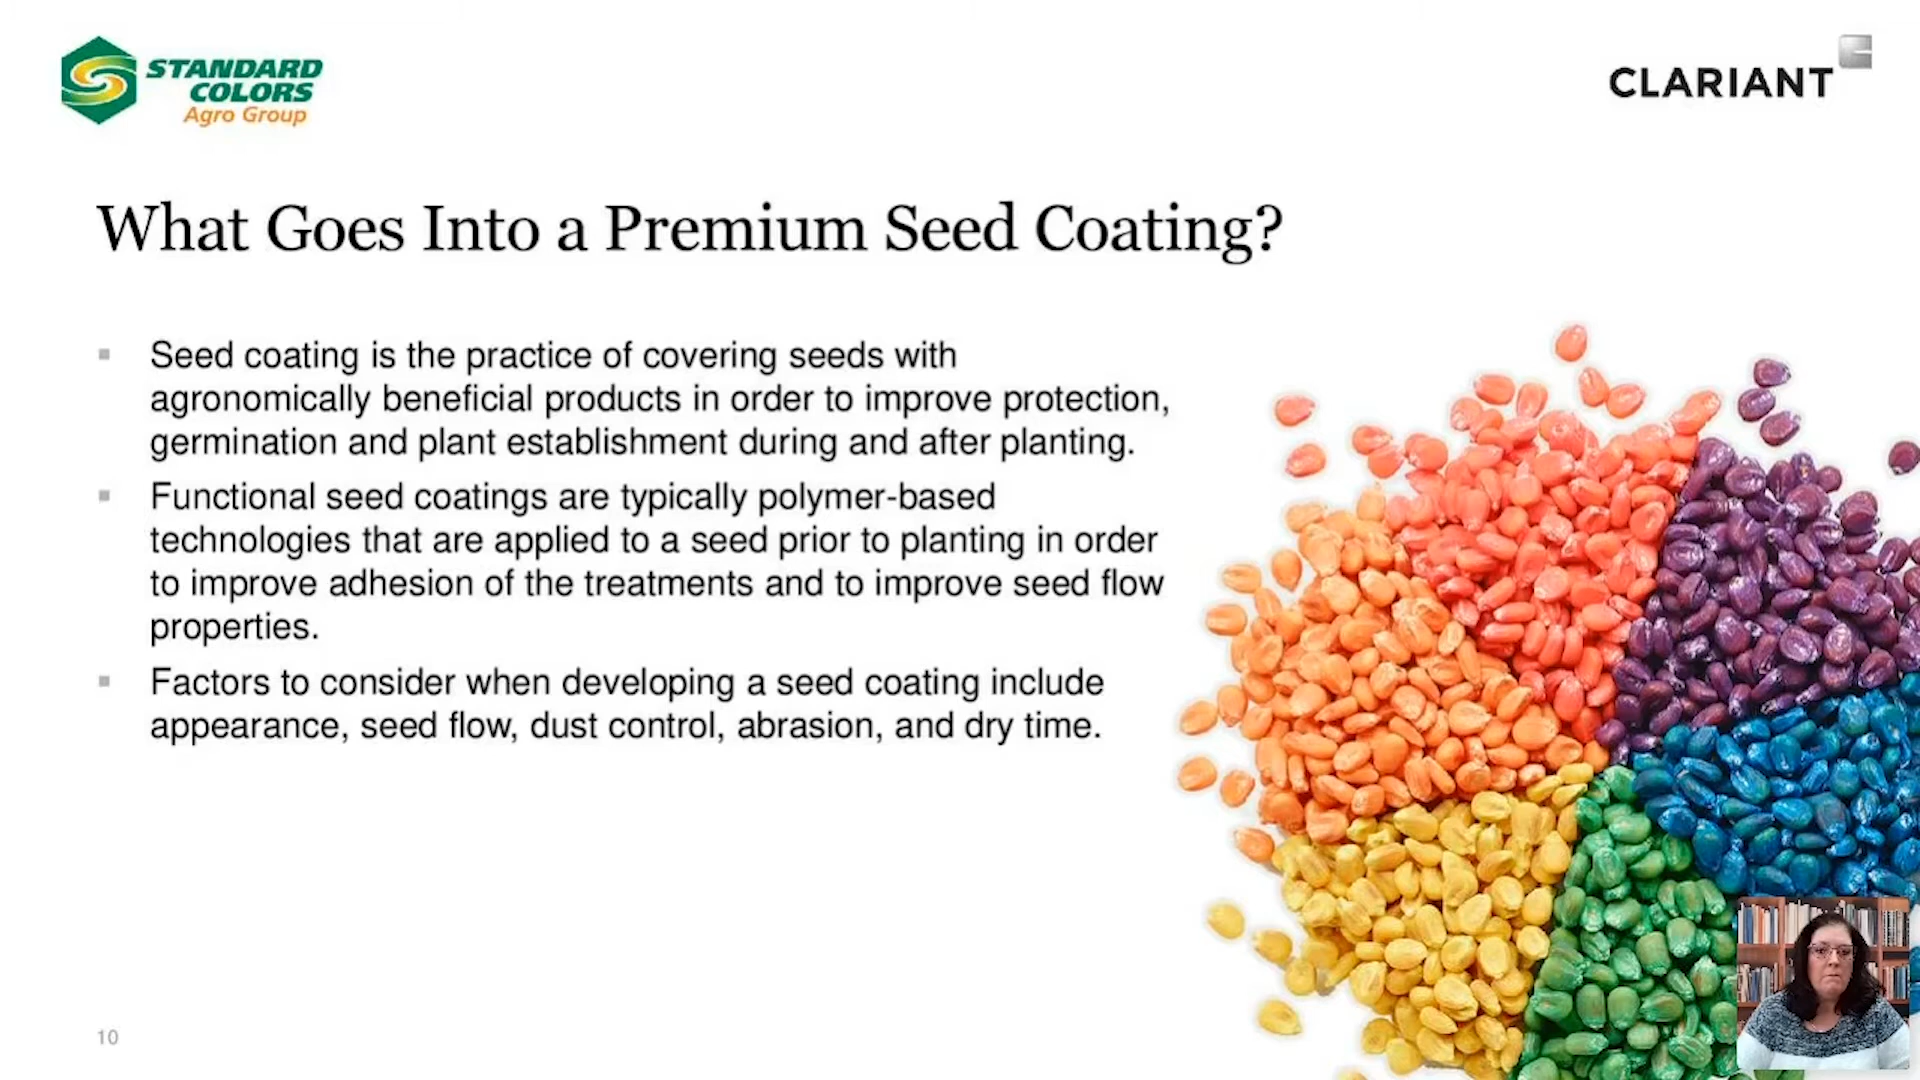 STANDARD
COLORS
Agro Group
CLARIANT
What Goes Into a Premium Seed Coating?
Seed coating is the practice of covering seeds with
agronomically beneficial products in order to improve protection,
germination and plant establishment during and after planting.
Functional seed coatings are typically polymer-based
technologies that are applied to a seed prior to planting in order
to improve adhesion of the treatments and to improve seed flow
properties.
Factors to consider when developing a seed coating include
appearance, seed flow, dust control, abrasion, and dry time.
10